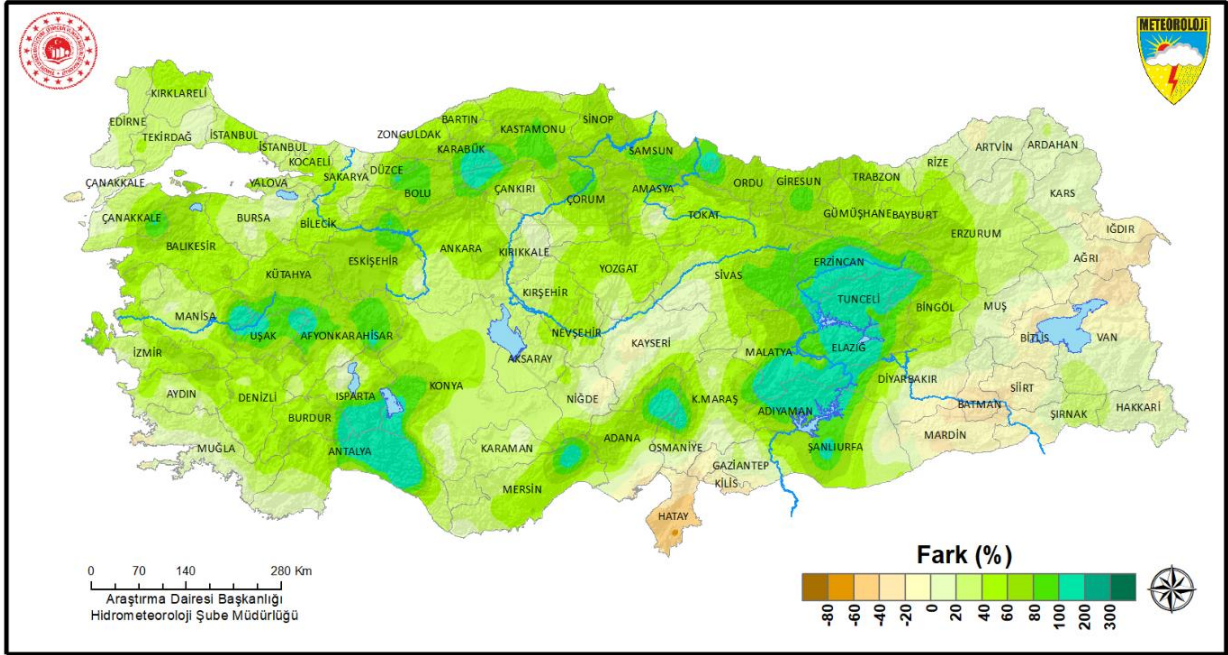 METEOROLOJİ
KIRKLARELİ
EDİRNE
TEKİRDAĞ
İSTANBUL
İSTANBUL
KOCAELİ
YALOVA
SAKARYA
DÜZCE
ZONGULDAK
BARTIN
KARABÜK
KASTAMONU
SİNOP
SAMSUN
BOLU
ÇANKIRI
ÇORUM
AMASYA
ORDU
GİRESUN
TRABZON
RİZE
ARTVİN
ARDAHAN
KARS
ÇANAKKALE
ÇANAKKALE
BURSA
BİLECİK
BALIKESİR
KÜTAHYA
ESKİŞEHİR
ANKARA
KIRIKKALE
YOZGAT
TOKAT
SİVAS
GÜMÜŞHANE
BAYBURT
ERZURUM
ERZİNCAN
IĞDIR
AĞRI
KIRŞEHİR
TUNCELİ
BİNGÖL
MUŞ
MANİSA
UŞAK
AFYONKARAHİSAR
NEVŞEHİR
KAYSERİ
MALATYA
ELAZIĞ
BİTLİS
VAN
İZMİR
AKSARAY
DİYARBAKIR
SİİRT
BATMAN
AYDIN
DENİZLİ
ISPARTA
KONYA
NİĞDE
K.MARAŞ
ADIYAMAN
ŞIRNAK
HAKKARİ
BURDUR
MUĞLA
ANTALYA
KARAMAN
ADANA
OSMANİYE
GAZİANTEP
ŞANLIURFA
MARDİN
MERSİN
KİLİS
HATAY
0 70 140 280 Km
Araştırma Dairesi Başkanlığı
Hidrometeoroloji Şube Müdürlüğü
Fark (%)
-80 -40 -20 0 20 40 60 80 100 200 300